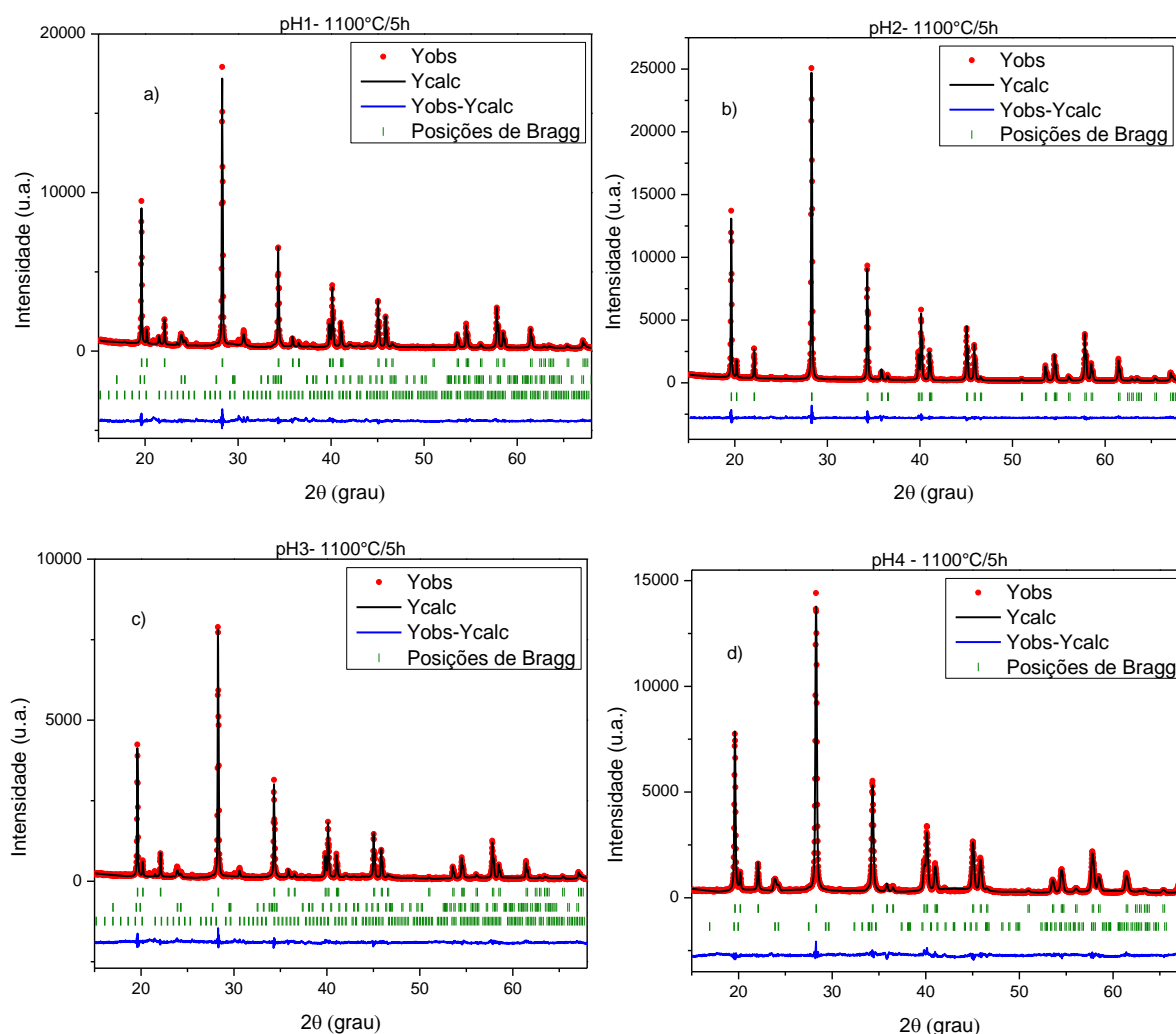 pH1- 1100°C/5h
a)
Yobs
Ycalc
Yobs-Ycalc
Posições de Bragg
20000
10000
0
Intensidade (u.a.)
20 30 40 50 60
2θ (grau)
pH2- 1100°C/5h
b)
Yobs
Ycalc
Yobs-Ycalc
Posições de Bragg
25000
20000
15000
10000
5000
0
Intensidade (u.a.)
20 30 40 50 60
2θ (grau)
pH3- 1100°C/5h
c)
Yobs
Ycalc
Yobs-Ycalc
Posições de Bragg
10000
5000
0
Intensidade (u.a.)
20 30 40 50 60
2θ (grau)
pH4 - 1100°C/5h
d)
Yobs
Ycalc
Yobs-Ycalc
Posições de Bragg
15000
10000
5000
0
Intensidade (u.a.)
20 30 40 50 60
2θ (grau)